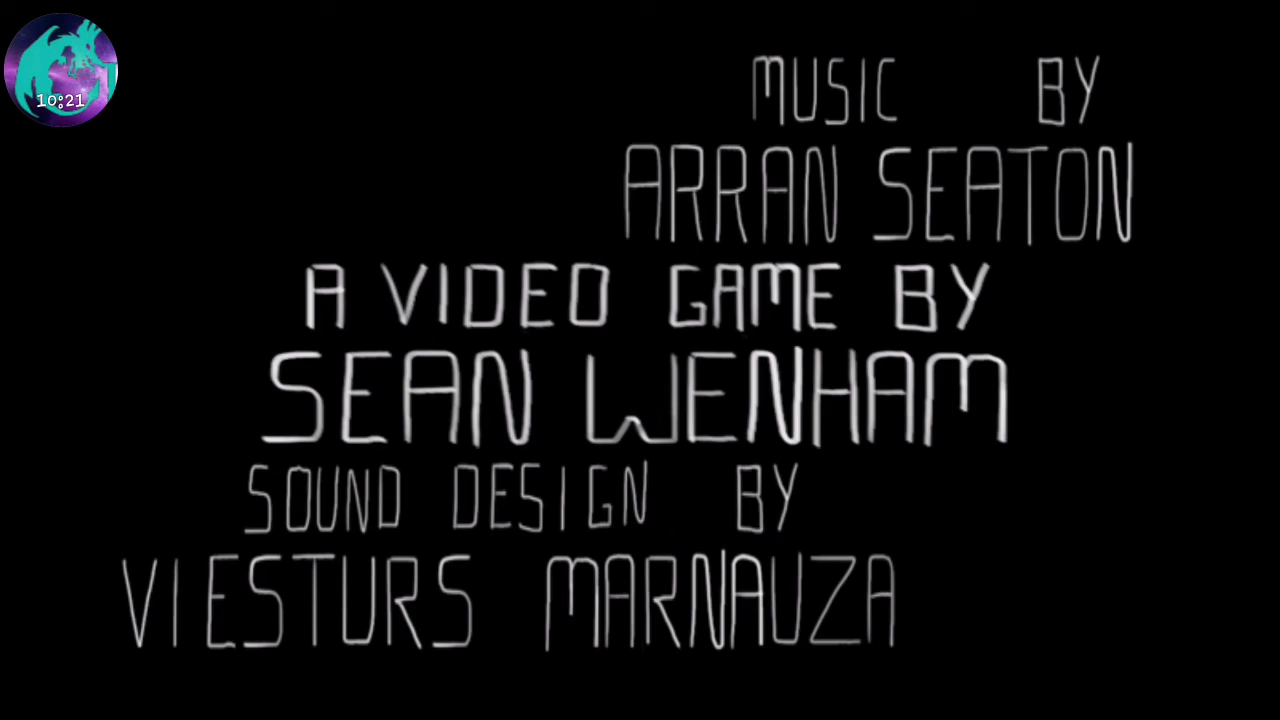 10:21
MUSIC BY
ARRAN SEATON
A VIDEO GAME BY
SEAN WENHAM
SOUND DESIGN BY
VIESTURS MARNAUZA